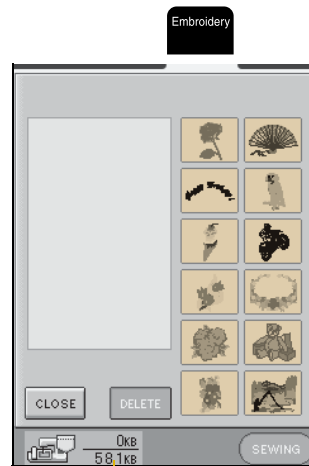 Embroidery
CLOSE
DELETE
0KB
581KB
SEWING